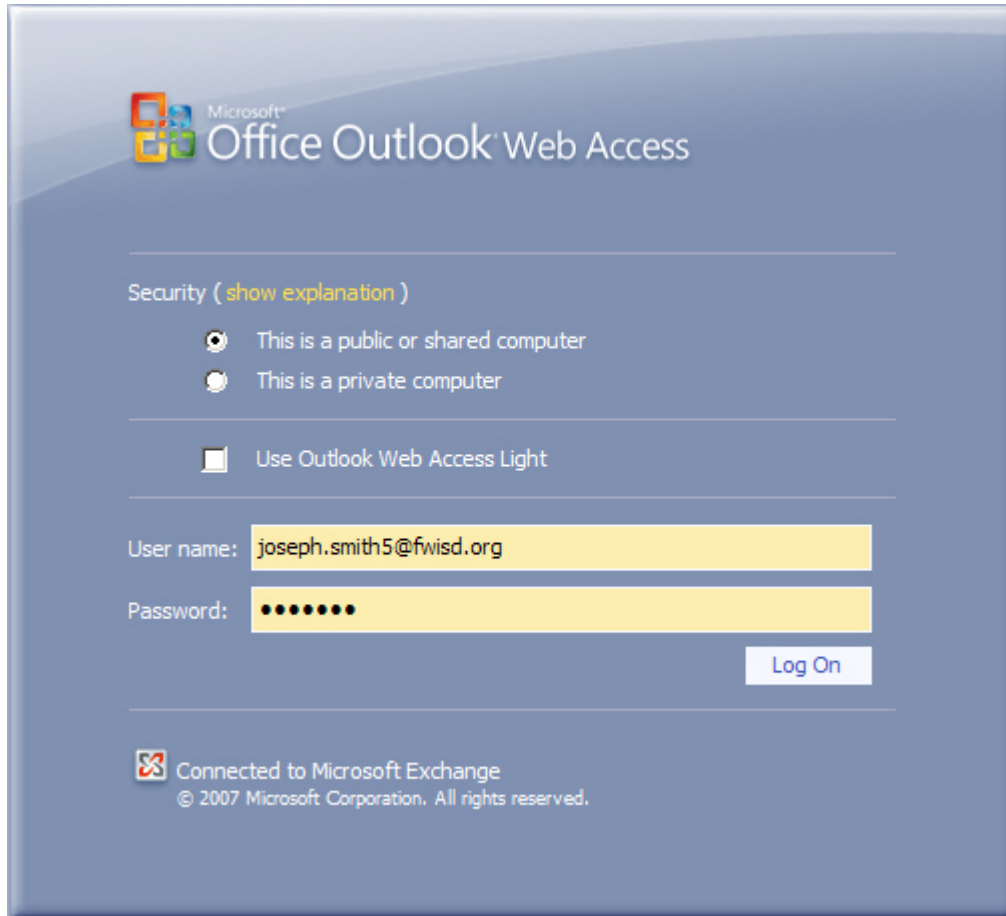 Microsoft®
Office Outlook® Web Access
Security ( show explanation )
This is a public or shared computer
This is a private computer
Use Outlook Web Access Light
User name: joseph.smith5@fwisd.org
Password: •••••••
Log On
Connected to Microsoft Exchange
© 2007 Microsoft Corporation. All rights reserved.